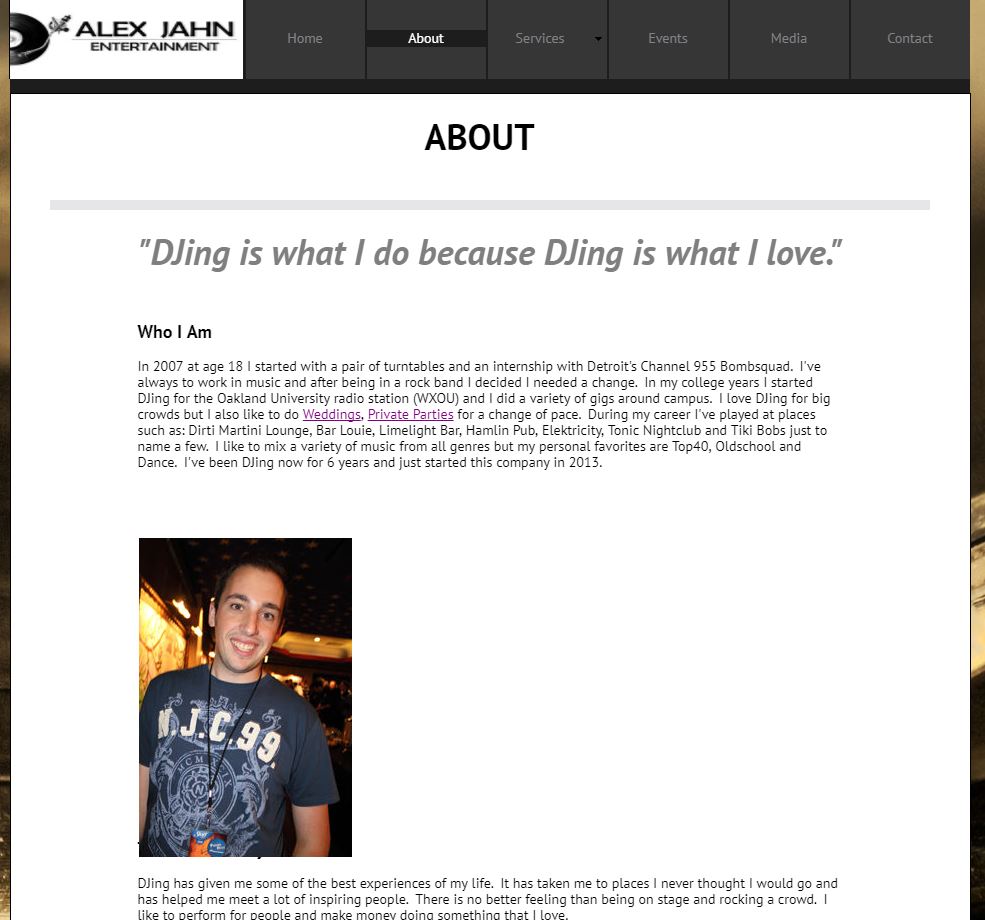 ALEX JAHN
ENTERTAINMENT
Home
About
Services
Events
Media
Contact
ABOUT
"DJing is what I do because DJing is what I love."
Who I Am
In 2007 at age 18 I started with a pair of turntables and an internship with Detroit's Channel 955 Bombsquad.  I've
always to work in music and after being in a rock band I decided I needed a change.  In my college years I started
DJing for the Oakland University radio station (WXOU) and I did a variety of gigs around campus.  I love DJing for big
crowds but I also like to do Weddings, Private Parties for a change of pace.  During my career I've played at places
such as: Dirti Martini Lounge, Bar Louie, Limelight Bar, Hamlin Pub, Elektricity, Tonic Nightclub and Tiki Bobs just to
name a few.  I like to mix a variety of music from all genres but my personal favorites are Top40, Oldschool and
Dance.  I've been DJing now for 6 years and just started this company in 2013.
N.J.C.99.
DJing has given me some of the best experiences of my life.  It has taken me to places I never thought I would go and
has helped me meet a lot of inspiring people.  There is no better feeling than being on stage and rocking a crowd.  I
like to perform for people and make money doing something that I love.